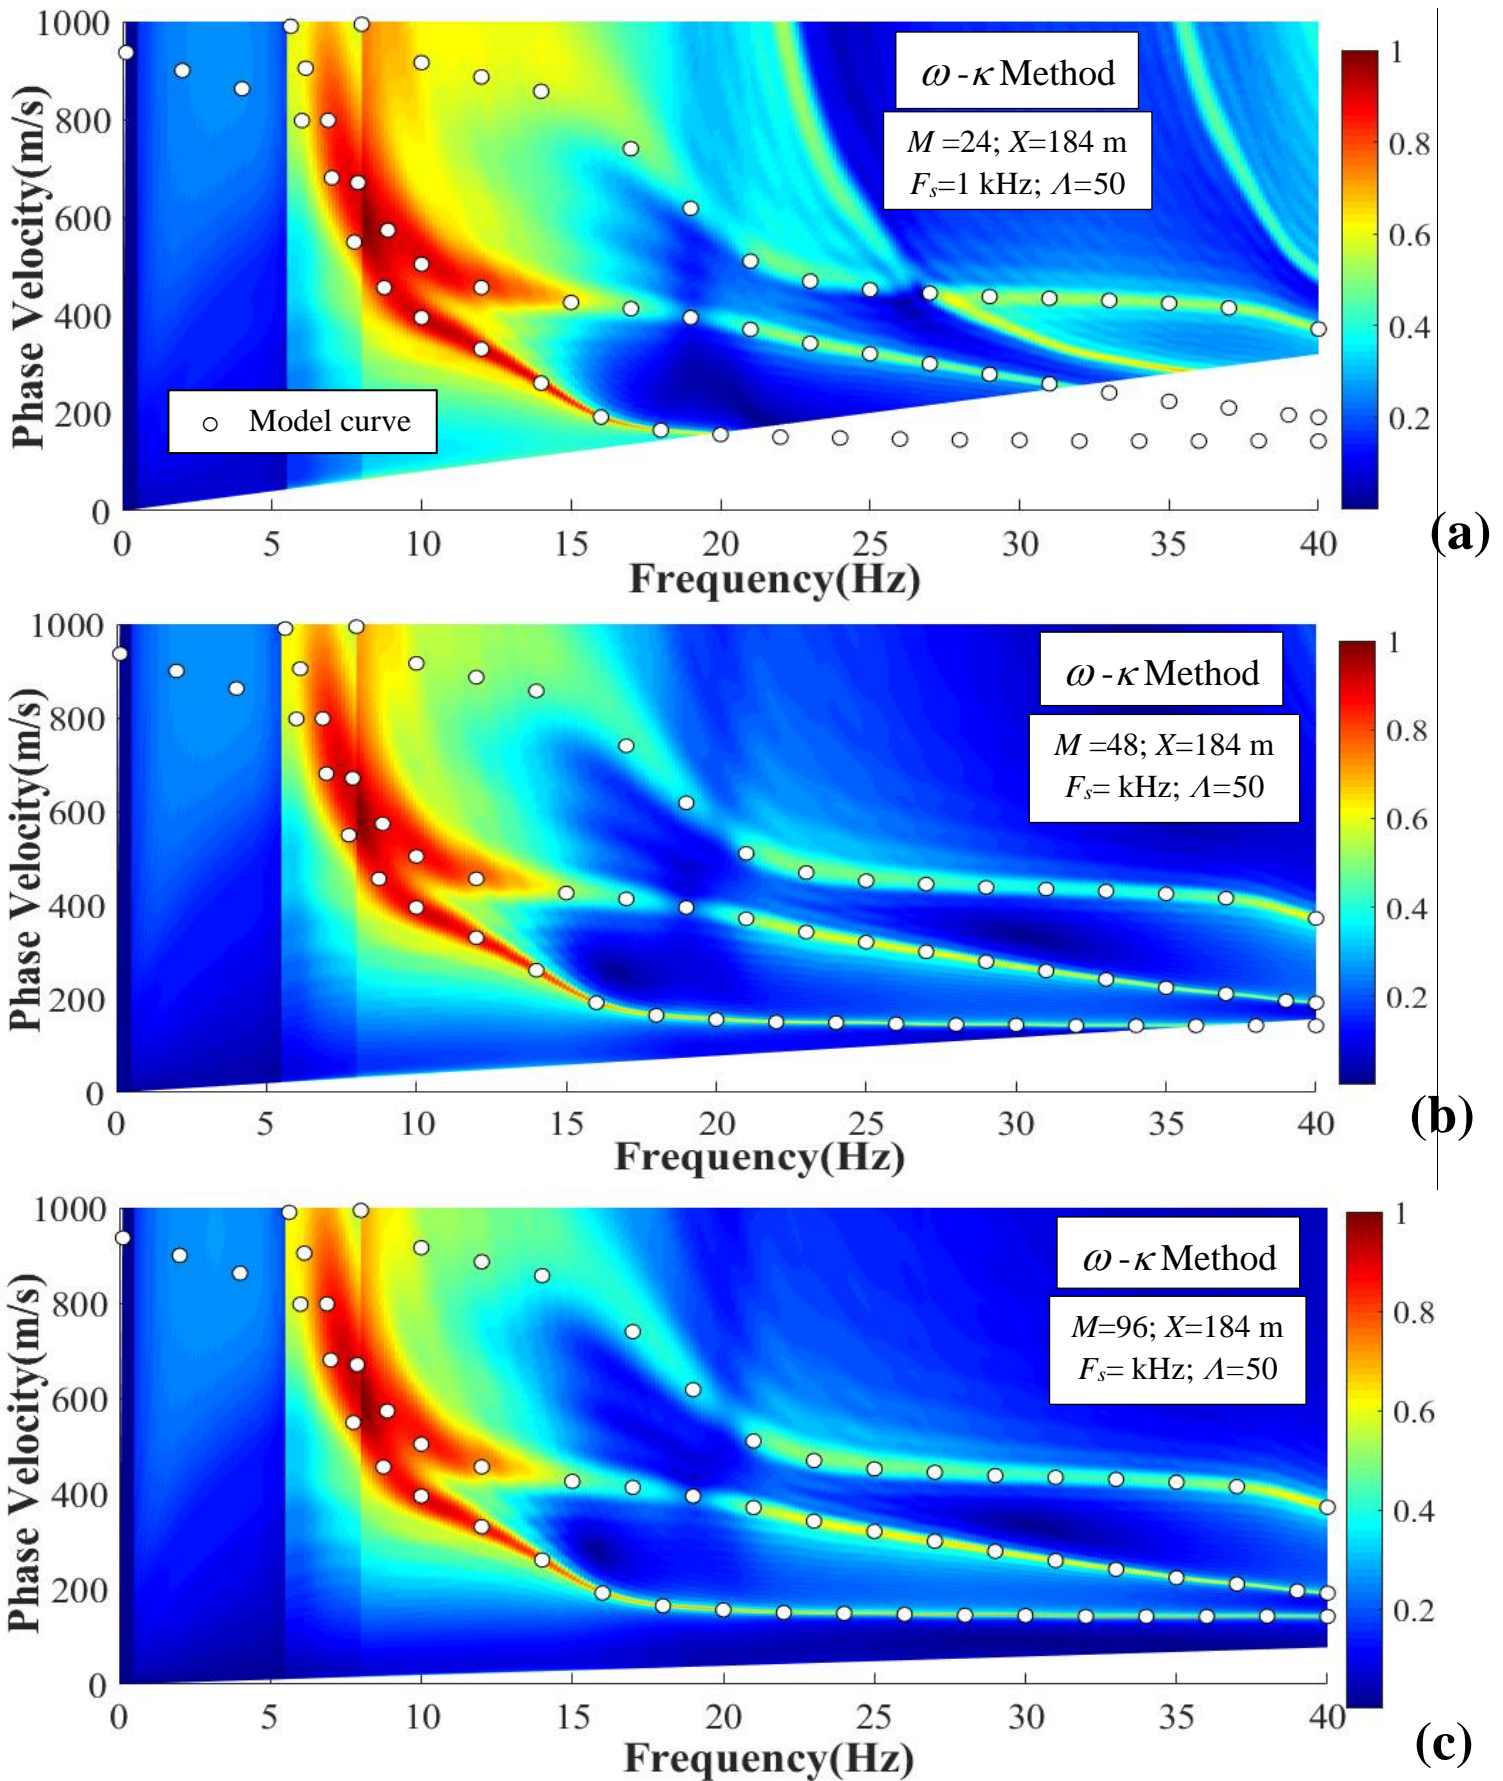 1000
800
600
400
200
0
Phase Velocity(m/s)
ω -κ Method
M =24; X=184 m
Fs=1 kHz; Λ=50
Model curve
1
0.8
0.6
0.4
0.2
0 5 10 15 20 25 30 35 40
Frequency(Hz)
(a)
1000
800
600
400
200
0
Phase Velocity(m/s)
ω -κ Method
M =48; X=184 m
Fs= kHz; Λ=50
1
0.8
0.6
0.4
0.2
0 5 10 15 20 25 30 35 40
Frequency(Hz)
(b)
1000
800
600
400
200
0
Phase Velocity(m/s)
ω -κ Method
M=96; X=184 m
Fs= kHz; Λ=50
1
0.8
0.6
0.4
0.2
0 5 10 15 20 25 30 35 40
Frequency(Hz)
(c)